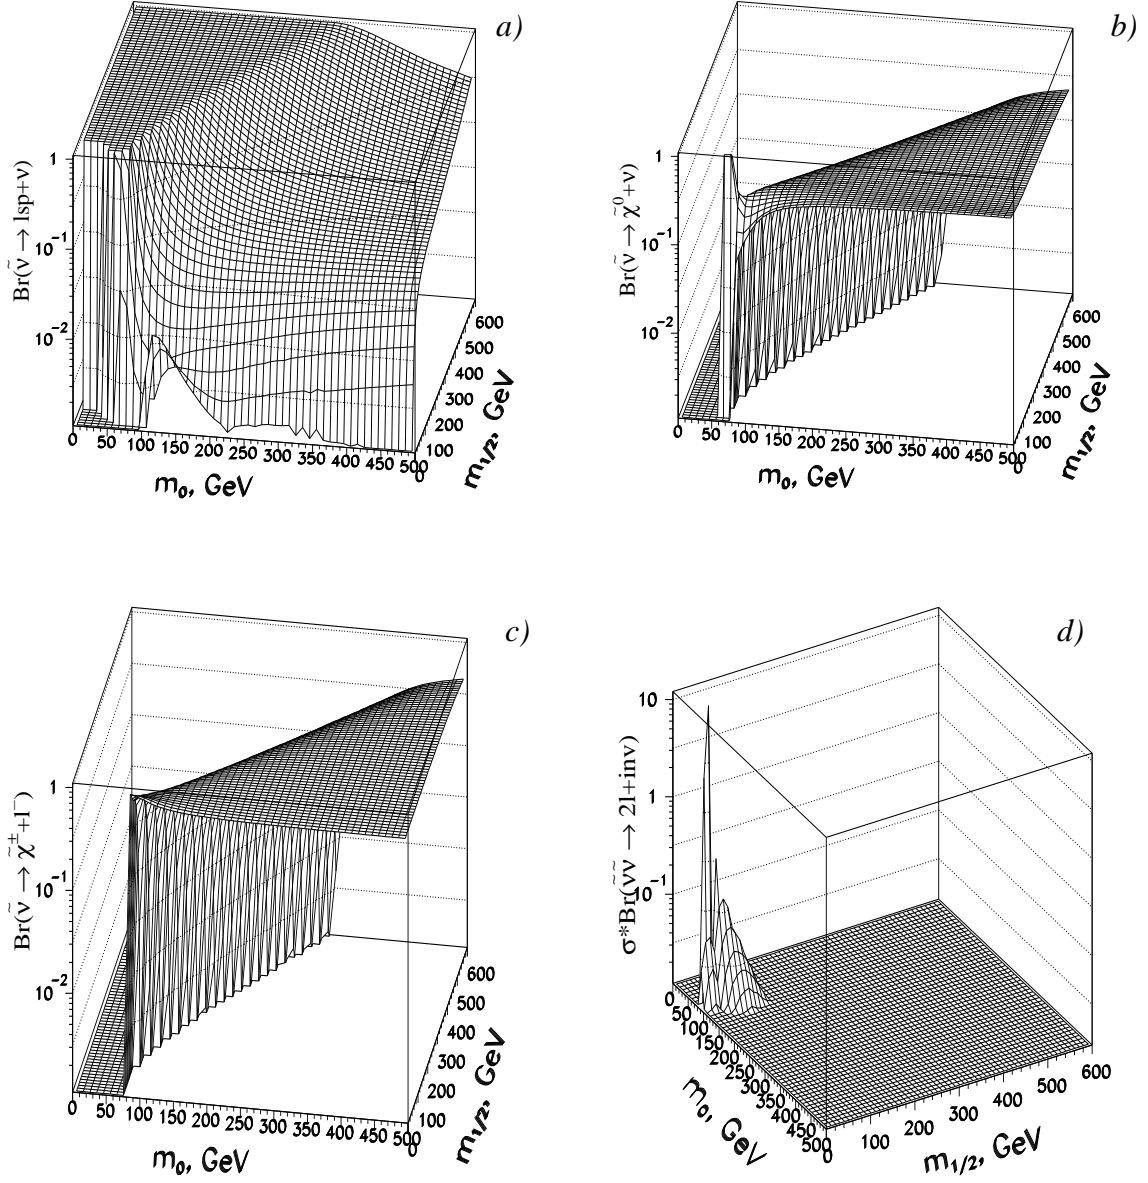 a)
Br(ν̃ → lsp+ν)
1
10⁻¹
10⁻²
0 50 100 150 200 250 300 350 400 450 500
m₀, GeV
0 100 200 300 400 500 600
m₁/₂, GeV
b)
Br(ν̃ → χ̃⁰+ν)
1
10⁻¹
10⁻²
0 50 100 150 200 250 300 350 400 450 500
m₀, GeV
0 100 200 300 400 500 600
m₁/₂, GeV
c)
Br(ν̃ → χ̃±+l⁻)
1
10⁻¹
10⁻²
0 50 100 150 200 250 300 350 400 450 500
m₀, GeV
0 100 200 300 400 500 600
m₁/₂, GeV
d)
σ*Br(ν̃ν̃ → 2l+inv)
10
1
10⁻¹
0 50 100 150 200 250 300 350 400 450 500
m₀, GeV
0 100 200 300 400 500 600
m₁/₂, GeV